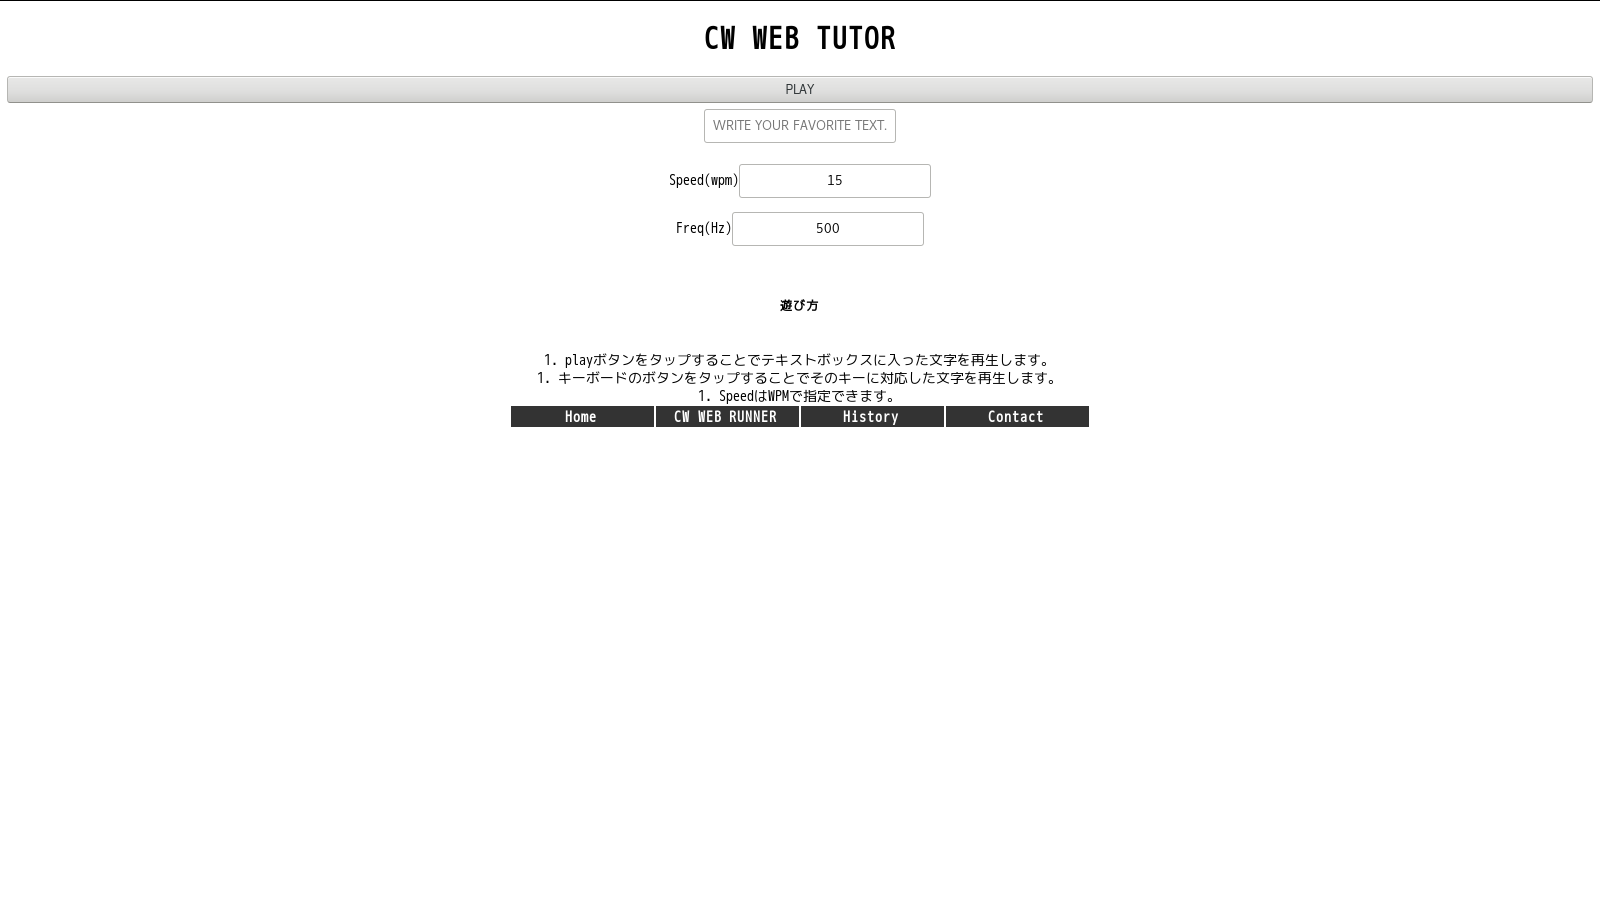 CW WEB TUTOR
PLAY
WRITE YOUR FAVORITE TEXT.
Speed(wpm) 15
Freq(Hz) 500
遊び方
1. playボタンをタップすることでテキストボックスに入った文字を再生します。
1. キーボードのボタンをタップすることでそのキーに対応した文字を再生します。
1. SpeedはWPMで指定できます。
Home CW WEB RUNNER History Contact